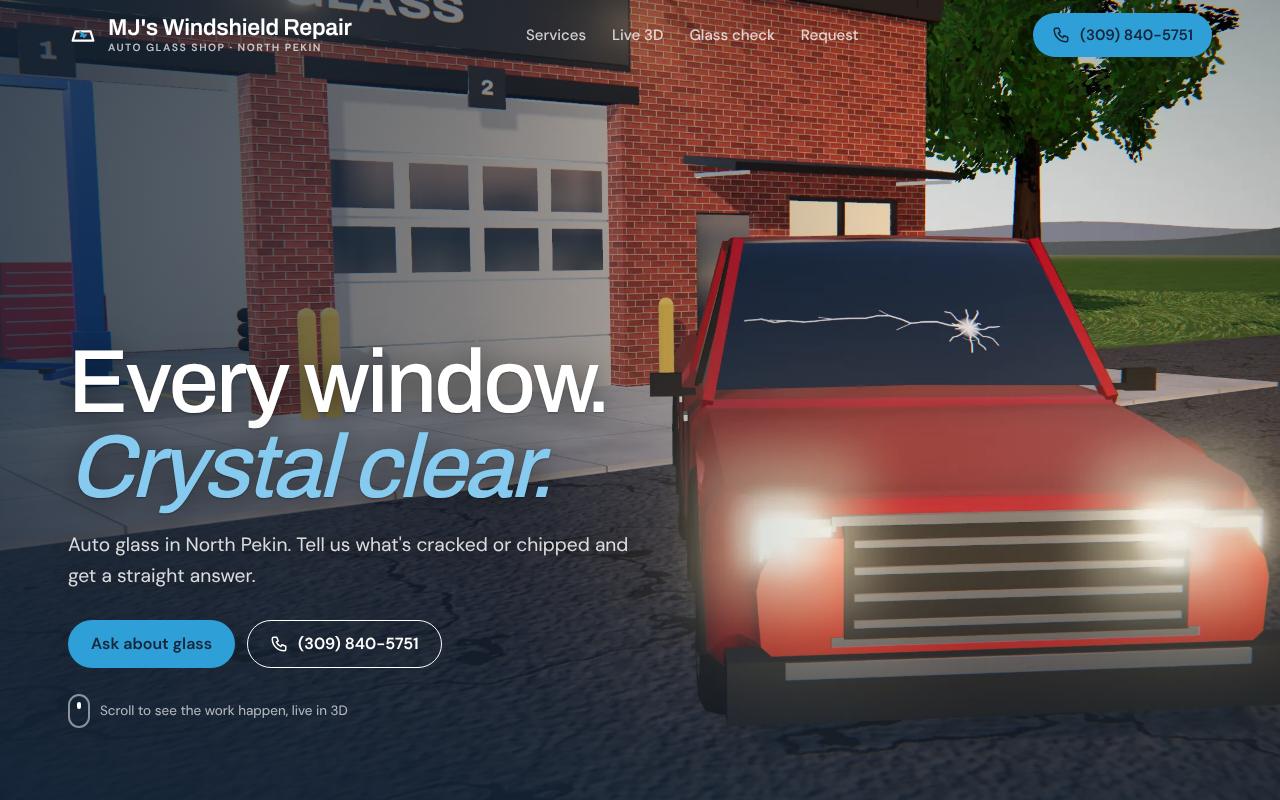 GLASS
MJ's Windshield Repair
AUTO GLASS SHOP · NORTH PEKIN
Services
Live 3D
Glass check
Request
(309) 840-5751
1
2
Every window.
Crystal clear.
Auto glass in North Pekin. Tell us what's cracked or chipped and
get a straight answer.
Ask about glass
(309) 840-5751
Scroll to see the work happen, live in 3D